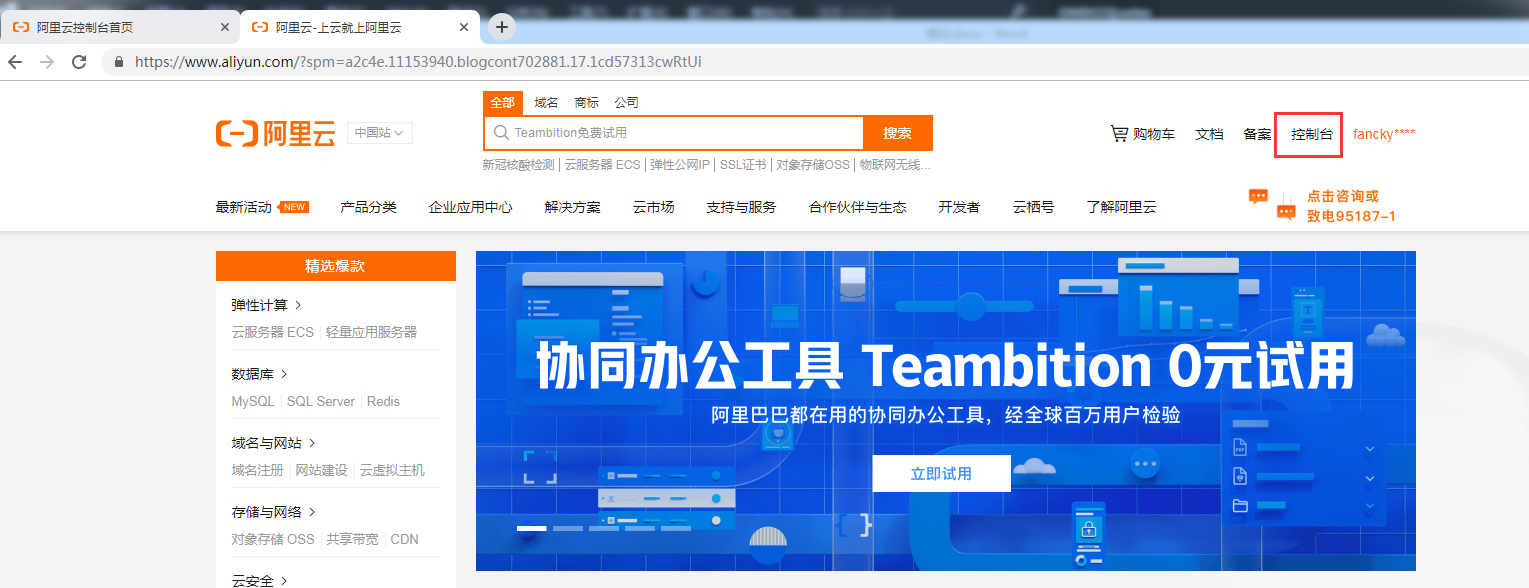 阿里云控制台首页
阿里云-上云就上阿里云
https://www.aliyun.com/?spm=a2c4e.11153940.blogcont702881.17.1cd57313cwRtUi
全部 域名 商标 公司
阿里云 中国站
Teambition免费试用 搜索
购物车 文档 备案 控制台 fancky****
新冠核酸检测 | 云服务器 ECS | 弹性公网IP | SSL证书 | 对象存储OSS | 物联网无线...
最新活动 NEW 产品分类 企业应用中心 解决方案 云市场 支持与服务 合作伙伴与生态 开发者 云栖号 了解阿里云
点击咨询或
致电95187-1
精选爆款
弹性计算
云服务器 ECS 轻量应用服务器
数据库
MySQL SQL Server Redis
域名与网站
域名注册 网站建设 云虚拟主机
存储与网络
对象存储 OSS 共享带宽 CDN
云安全
协同办公工具 Teambition 0元试用
阿里巴巴都在用的协同办公工具，经全球百万用户检验
立即试用